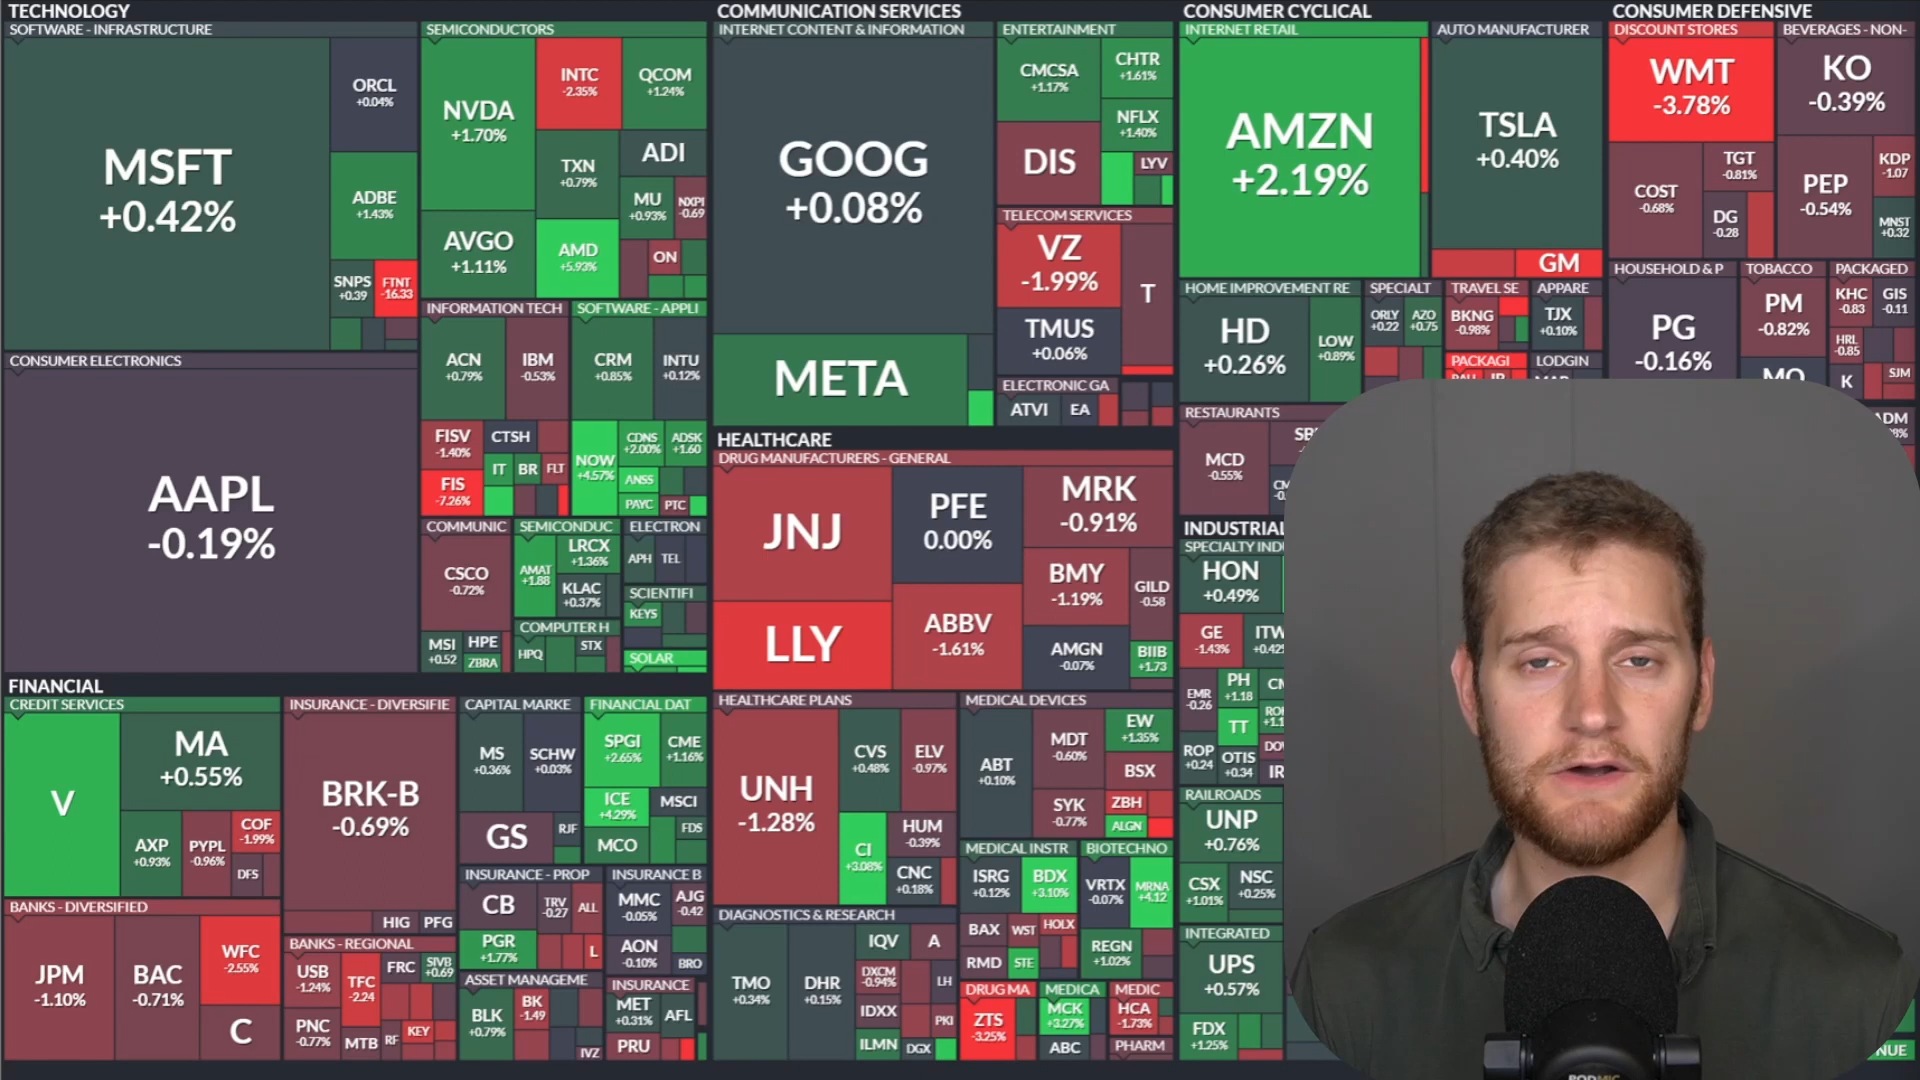 TECHNOLOGY
SOFTWARE - INFRASTRUCTURE
MSFT
+0.42%
ORCL
+0.04%
ADBE
+1.43%
SNPS
+0.39
FTNT
-16.33
CONSUMER ELECTRONICS
AAPL
-0.19%
SEMICONDUCTORS
NVDA
+1.70%
INTC
-2.35%
QCOM
+1.24%
TXN
+0.79%
ADI
MU
+0.93%
NXPI
-0.69
AVGO
+1.11%
AMD
+5.93%
ON
INFORMATION TECH
ACN
+0.79%
IBM
-0.53%
FISV
-1.40%
CTSH
IT
BR
FLT
FIS
-7.26%
SOFTWARE - APPLI
CRM
+0.85%
INTU
+0.12%
NOW
+4.57%
CDNS
+2.00%
ADSK
+1.60
ANSS
PAYC
PTC
COMMUNIC
CSCO
-0.72%
MSI
+0.52
HPE
ZBRA
SEMICONDUC
AMAT
+1.88
LRCX
+1.36%
KLAC
+0.37%
ELECTRON
APH
TEL
SCIENTIFI
KEYS
COMPUTER H
HPQ
STX
SOLAR
COMMUNICATION SERVICES
INTERNET CONTENT & INFORMATION
GOOG
+0.08%
META
ENTERTAINMENT
CMCSA
+1.17%
CHTR
+1.61%
NFLX
+1.40%
DIS
LYV
TELECOM SERVICES
VZ
-1.99%
T
TMUS
+0.06%
ELECTRONIC GA
ATVI
EA
CONSUMER CYCLICAL
INTERNET RETAIL
AMZN
+2.19%
AUTO MANUFACTURER
TSLA
+0.40%
GM
HOME IMPROVEMENT RE
HD
+0.26%
LOW
+0.89%
SPECIALT
ORLY
+0.22
AZO
+0.75
TRAVEL SE
BKNG
-0.98%
APPARE
TJX
+0.10%
PACKAGI
LODGIN
RESTAURANTS
MCD
-0.55%
CONSUMER DEFENSIVE
DISCOUNT STORES
WMT
-3.78%
COST
-0.68%
TGT
-0.81%
DG
-0.28
BEVERAGES - NON-
KO
-0.39%
PEP
-0.54%
KDP
-1.07
MNST
+0.32
HOUSEHOLD & P
PG
-0.16%
TOBACCO
PM
-0.82%
MO
PACKAGED
KHC
-0.83
GIS
-0.11
HRL
-0.85
K
SJM
HEALTHCARE
DRUG MANUFACTURERS - GENERAL
JNJ
PFE
0.00%
MRK
-0.91%
LLY
ABBV
-1.61%
BMY
-1.19%
GILD
-0.58
AMGN
-0.07%
BIIB
+1.73
HEALTHCARE PLANS
UNH
-1.28%
CVS
+0.48%
ELV
-0.97%
CI
+3.08%
HUM
-0.39%
CNC
+0.18%
MEDICAL DEVICES
ABT
+0.10%
MDT
-0.60%
EW
+1.35%
BSX
SYK
-0.77%
ZBH
ALGN
MEDICAL INSTR
ISRG
+0.12%
BDX
+3.10%
BAX
WST
HOLX
RMD
STE
BIOTECHNO
VRTX
-0.07%
MRNA
+4.12
REGN
+1.02%
DIAGNOSTICS & RESEARCH
TMO
+0.34%
DHR
+0.15%
IQV
A
DXCM
-0.94%
LH
IDXX
PKI
ILMN
DGX
DRUG MA
ZTS
-3.25%
MEDICA
MCK
+3.27%
ABC
MEDIC
HCA
-1.73%
PHARM
INDUSTRIAL
SPECIALTY IND
HON
+0.49%
GE
-1.43%
ITW
+0.42%
EMR
-0.26
PH
+1.18
TT
ROP
+0.24
OTIS
+0.34
RAILROADS
UNP
+0.76%
CSX
+1.01%
NSC
+0.25%
INTEGRATED
UPS
+0.57%
FDX
+1.25%
FINANCIAL
CREDIT SERVICES
V
MA
+0.55%
AXP
+0.93%
PYPL
-0.96%
COF
-1.99%
DFS
BANKS - DIVERSIFIED
JPM
-1.10%
BAC
-0.71%
WFC
-2.55%
C
INSURANCE - DIVERSIFIE
BRK-B
-0.69%
HIG
PFG
BANKS - REGIONAL
USB
-1.24%
TFC
-2.24
FRC
SIVB
+0.69
PNC
-0.77%
MTB
RF
KEY
CAPITAL MARKE
MS
+0.36%
SCHW
+0.03%
GS
RJF
FINANCIAL DAT
SPGI
+2.65%
CME
+1.16%
ICE
+4.29%
MSCI
MCO
FDS
INSURANCE - PROP
CB
TRV
-0.27
ALL
PGR
+1.77%
L
INSURANCE B
MMC
-0.05%
AJG
-0.42
AON
-0.10%
BRO
ASSET MANAGEME
BLK
+0.79%
BK
-1.49
IVZ
INSURANCE
MET
+0.31%
AFL
PRU